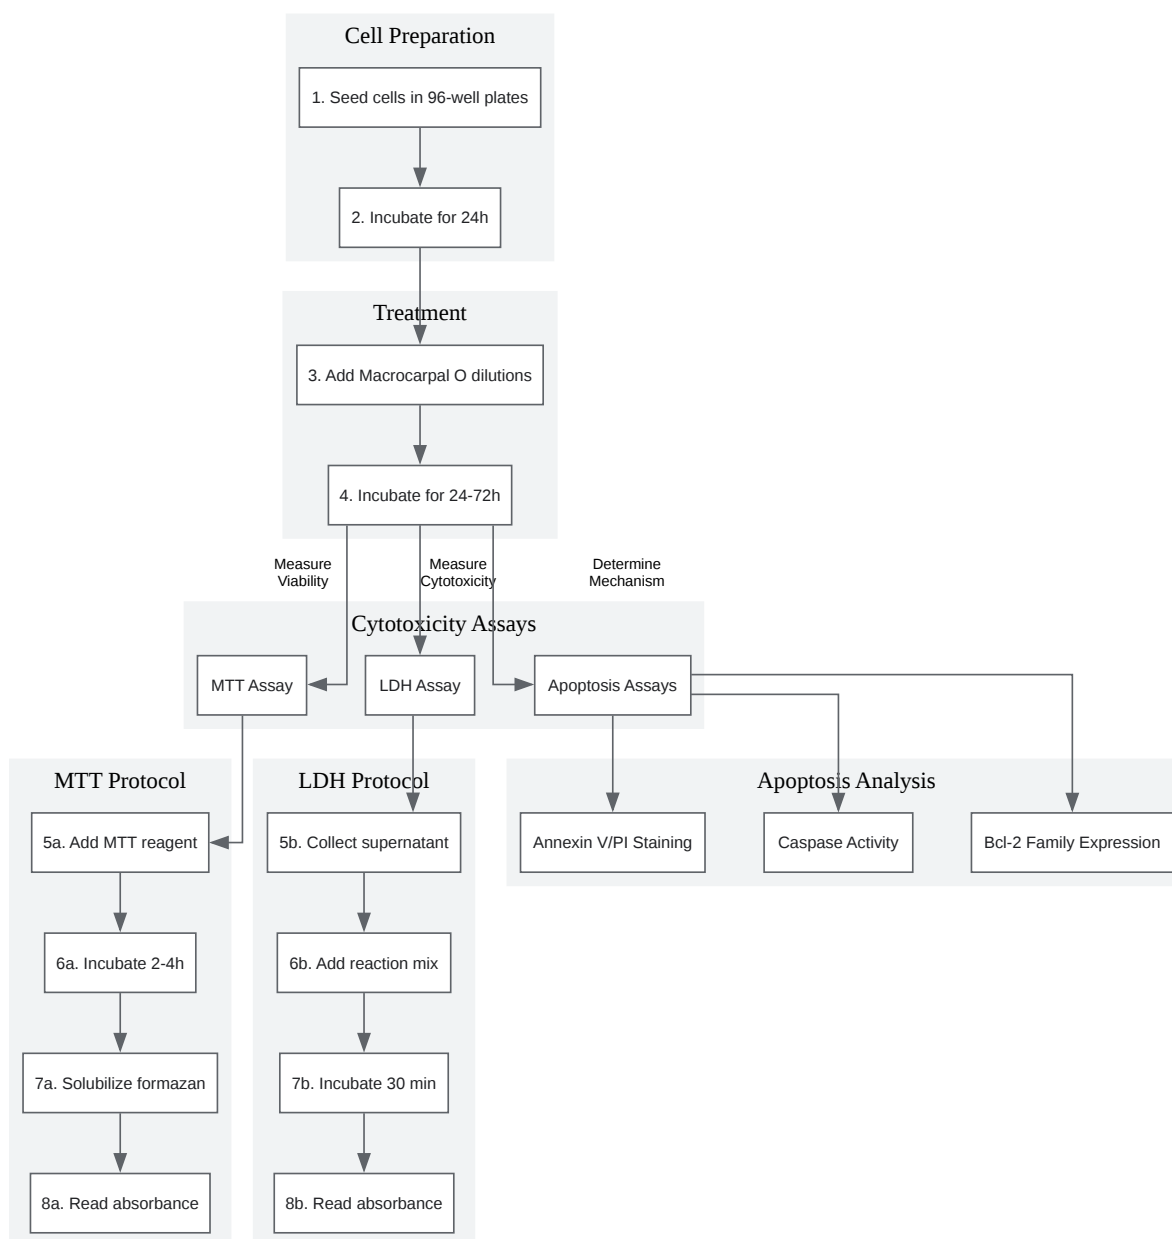 Cell Preparation
1. Seed cells in 96-well plates
2. Incubate for 24h
Treatment
3. Add Macrocarpal O dilutions
4. Incubate for 24-72h
Measure
Viability
Measure
Cytotoxicity
Determine
Mechanism
Cytotoxicity Assays
MTT Assay
LDH Assay
Apoptosis Assays
MTT Protocol
5a. Add MTT reagent
6a. Incubate 2-4h
7a. Solubilize formazan
8a. Read absorbance
LDH Protocol
5b. Collect supernatant
6b. Add reaction mix
7b. Incubate 30 min
8b. Read absorbance
Apoptosis Analysis
Annexin V/PI Staining
Caspase Activity
Bcl-2 Family Expression